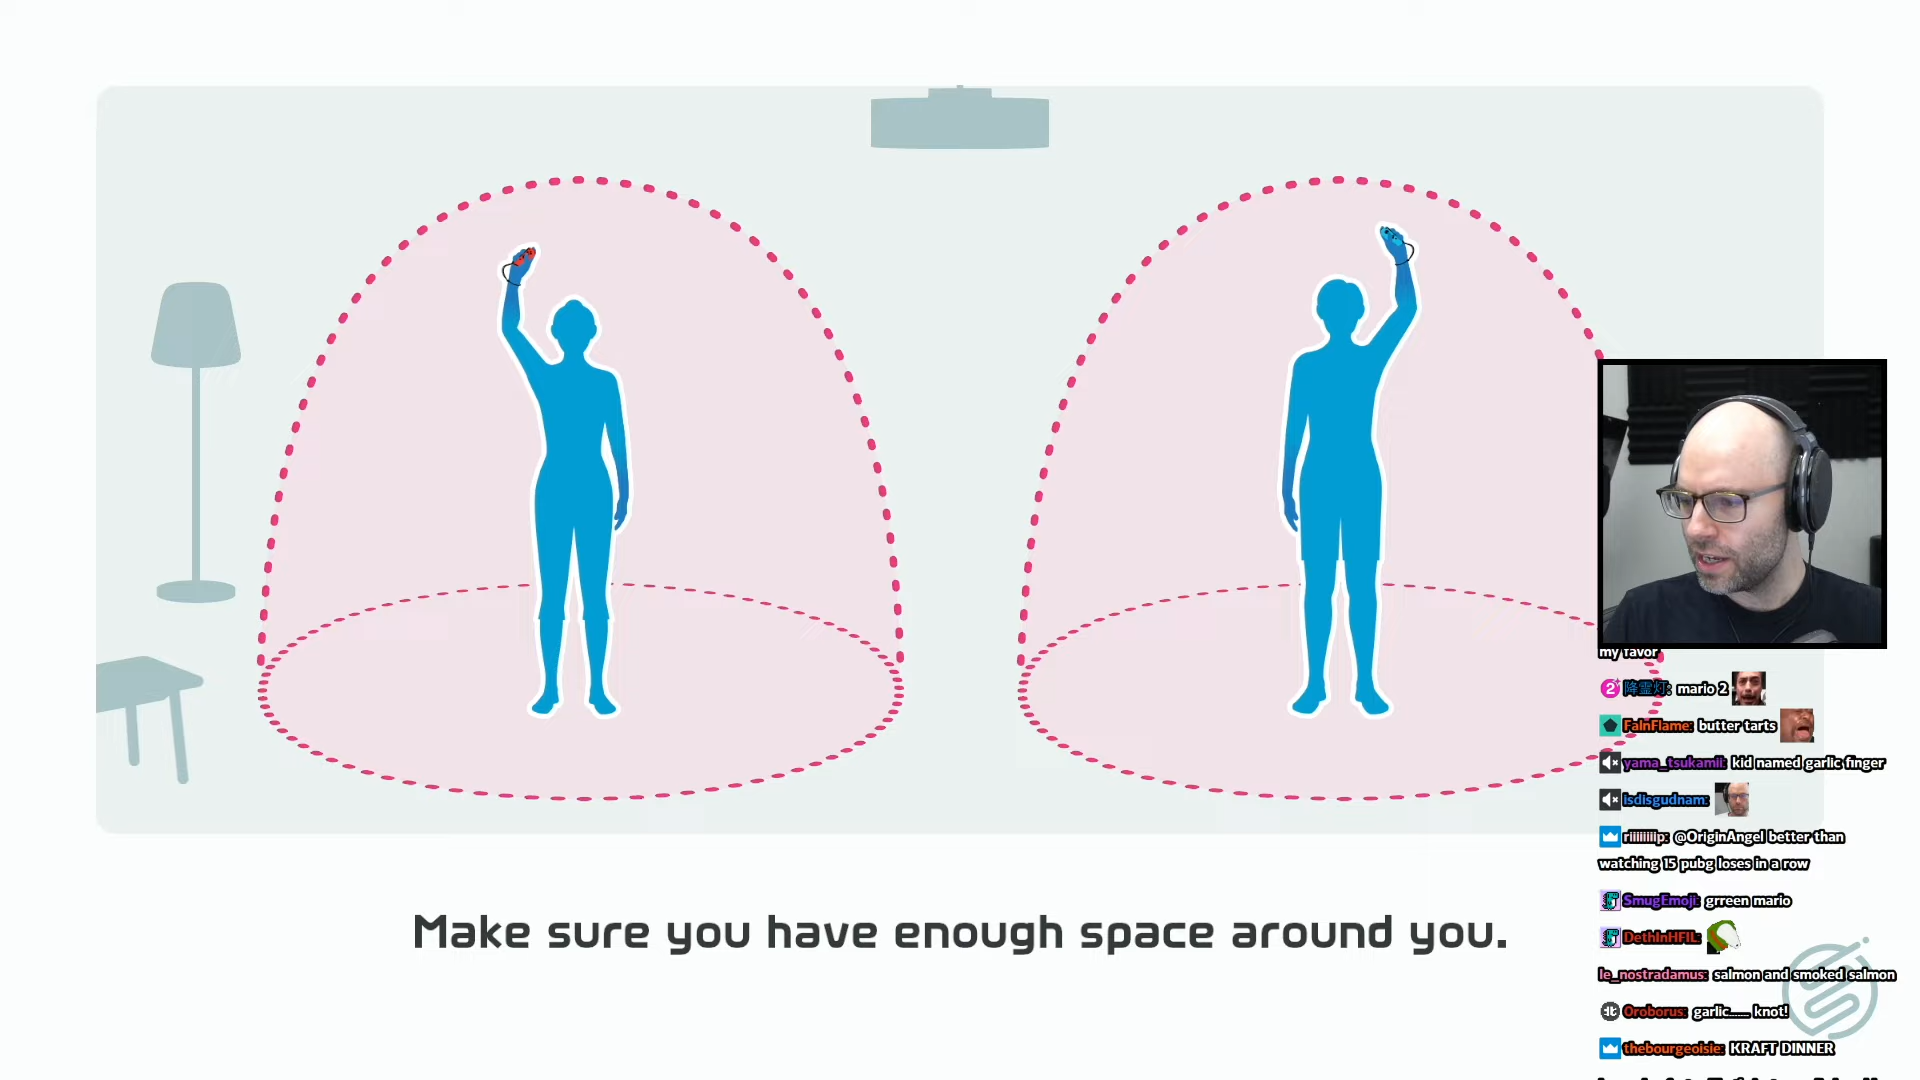 Make sure you have enough space around you.
my favor
降霊灯: mario 2
FalnFlame: butter tarts
yama_tsukamii: kid named garlic finger
isdisgudnam:
riiiiiiip: @OriginAngel better than
watching 15 pubg loses in a row
SmugEmoji: grreen mario
DethInHFIL:
le_nostradamus: salmon and smoked salmon
Oroborus: garlic...... knot!
thebourgeoisie: KRAFT DINNER